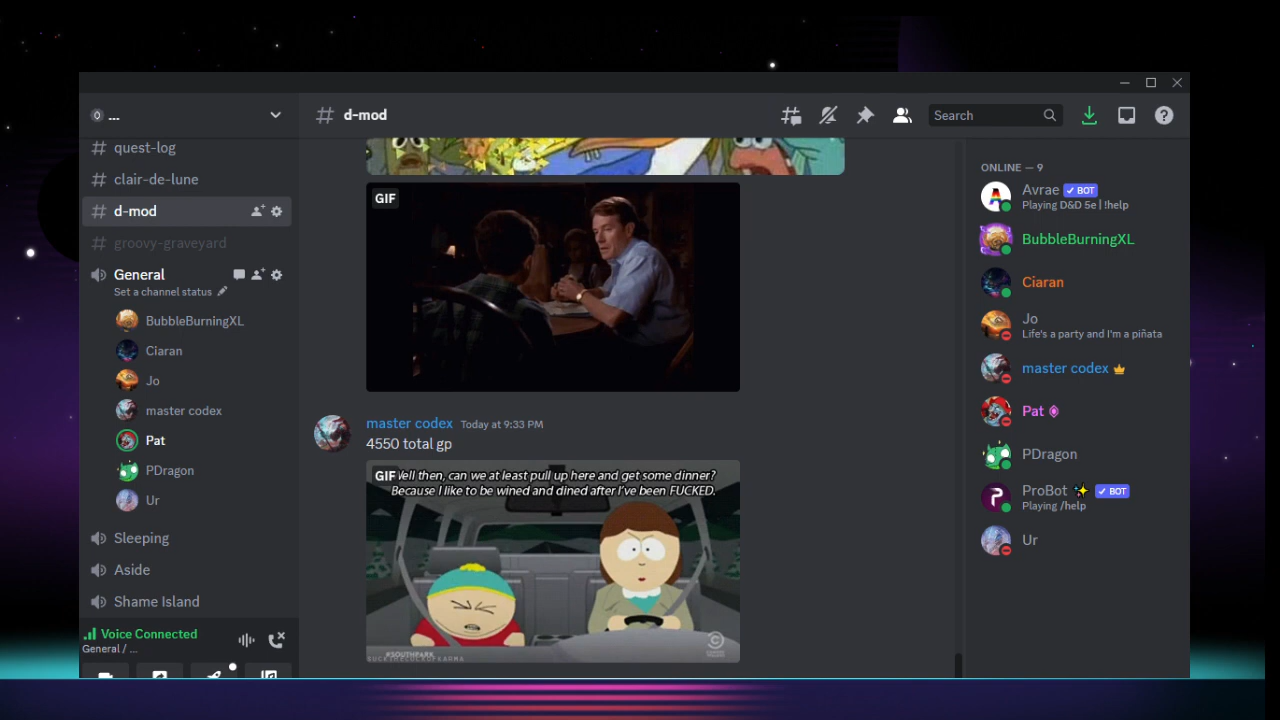 ...
# d-mod
Search
# quest-log
# clair-de-lune
# d-mod
# groovy-graveyard
General
Set a channel status
BubbleBurningXL
Ciaran
Jo
master codex
Pat
PDragon
Ur
Sleeping
Aside
Shame Island
Voice Connected
General / ...
GIF
master codex Today at 9:33 PM
4550 total gp
GIF
ell then, can we at least pull up here and get some dinner?
Because I like to be wined and dined after I've been FUCKED.
#SOUTHPARK
ONLINE — 9
Avrae BOT
Playing D&D 5e | !help
BubbleBurningXL
Ciaran
Jo
Life's a party and I'm a piñata
master codex
Pat
PDragon
ProBot BOT
Playing /help
Ur